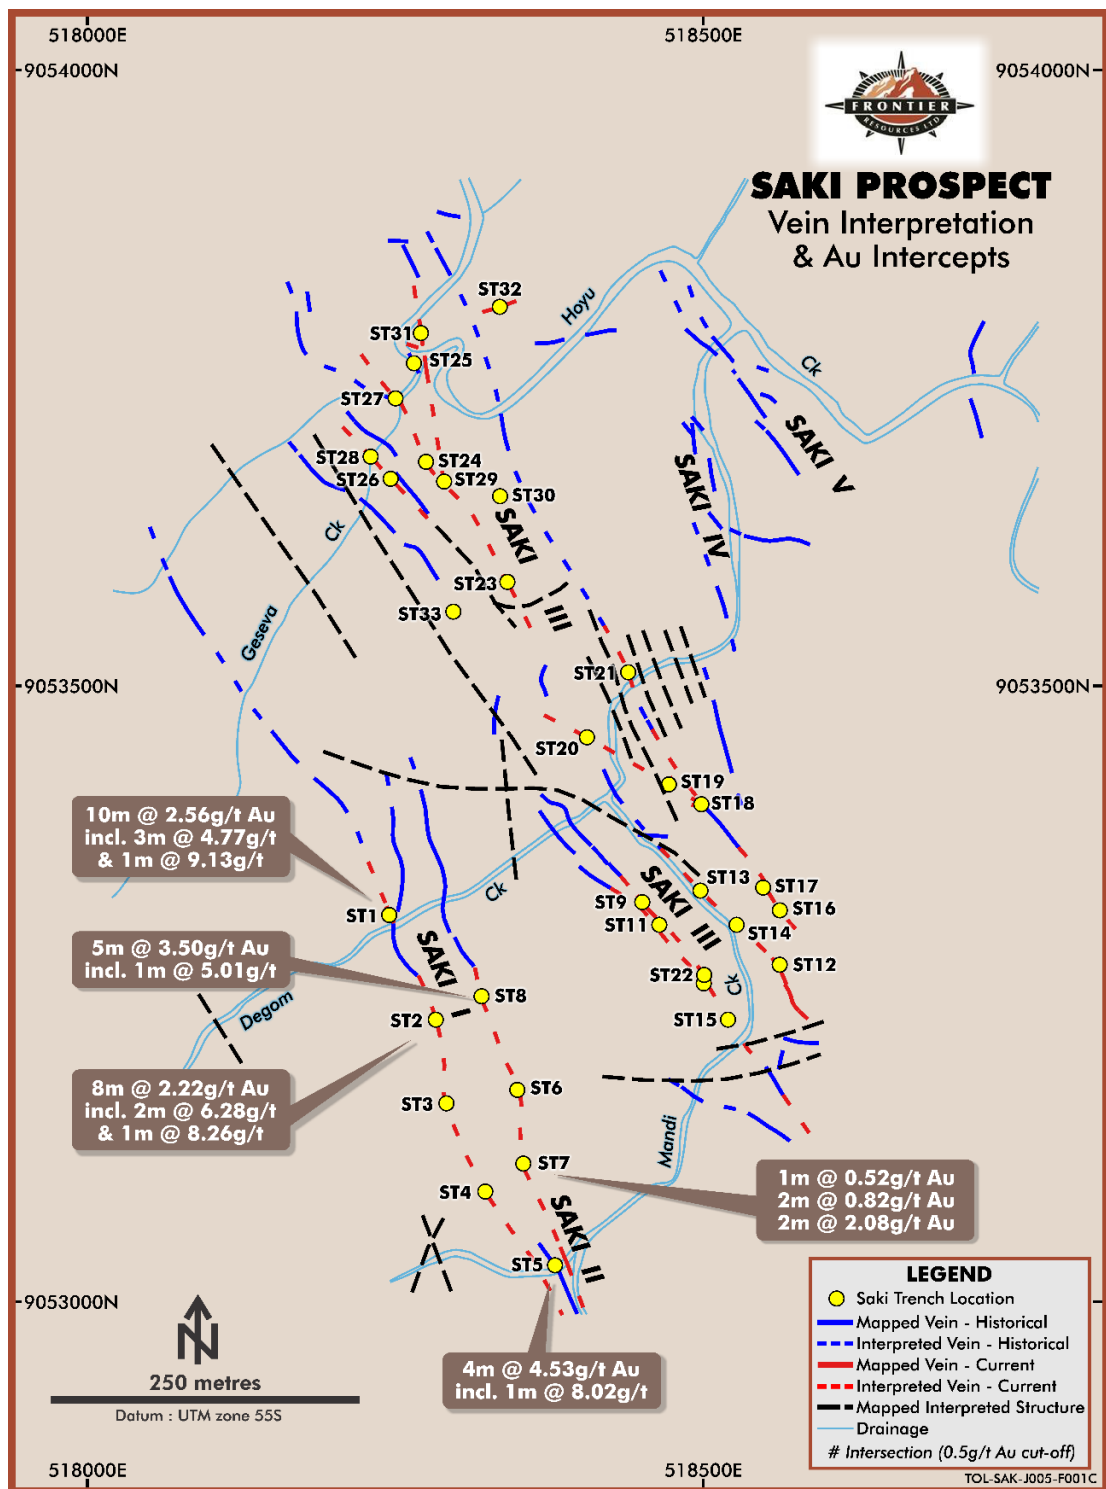 518000E
518500E
9054000N
9054000N
FRONTIER
RESOURCES LTD
SAKI PROSPECT
Vein Interpretation
& Au Intercepts
ST32
Hoyu
ST31
ST25
Ck
ST27
SAKI V
ST28
ST24
ST26
ST29
ST30
SAKI IV
SAKI III
Ck
ST23
ST33
Geseva
ST21
9053500N
9053500N
ST20
ST19
ST18
10m @ 2.56g/t Au
incl. 3m @ 4.77g/t
& 1m @ 9.13g/t
Ck
ST13
ST17
ST9
SAKI III
ST16
ST1
ST11
ST14
5m @ 3.50g/t Au
incl. 1m @ 5.01g/t
SAKI
ST12
ST22
Ck
ST8
Degom
ST2
ST15
8m @ 2.22g/t Au
incl. 2m @ 6.28g/t
& 1m @ 8.26g/t
ST6
ST3
Mandi
ST7
1m @ 0.52g/t Au
2m @ 0.82g/t Au
2m @ 2.08g/t Au
ST4
SAKI II
ST5
9053000N
N
250 metres
Datum : UTM zone 55S
4m @ 4.53g/t Au
incl. 1m @ 8.02g/t
LEGEND
Saki Trench Location
Mapped Vein - Historical
Interpreted Vein - Historical
Mapped Vein - Current
Interpreted Vein - Current
Mapped Interpreted Structure
Drainage
# Intersection (0.5g/t Au cut-off)
518000E
518500E
TOL-SAK-J005-F001C